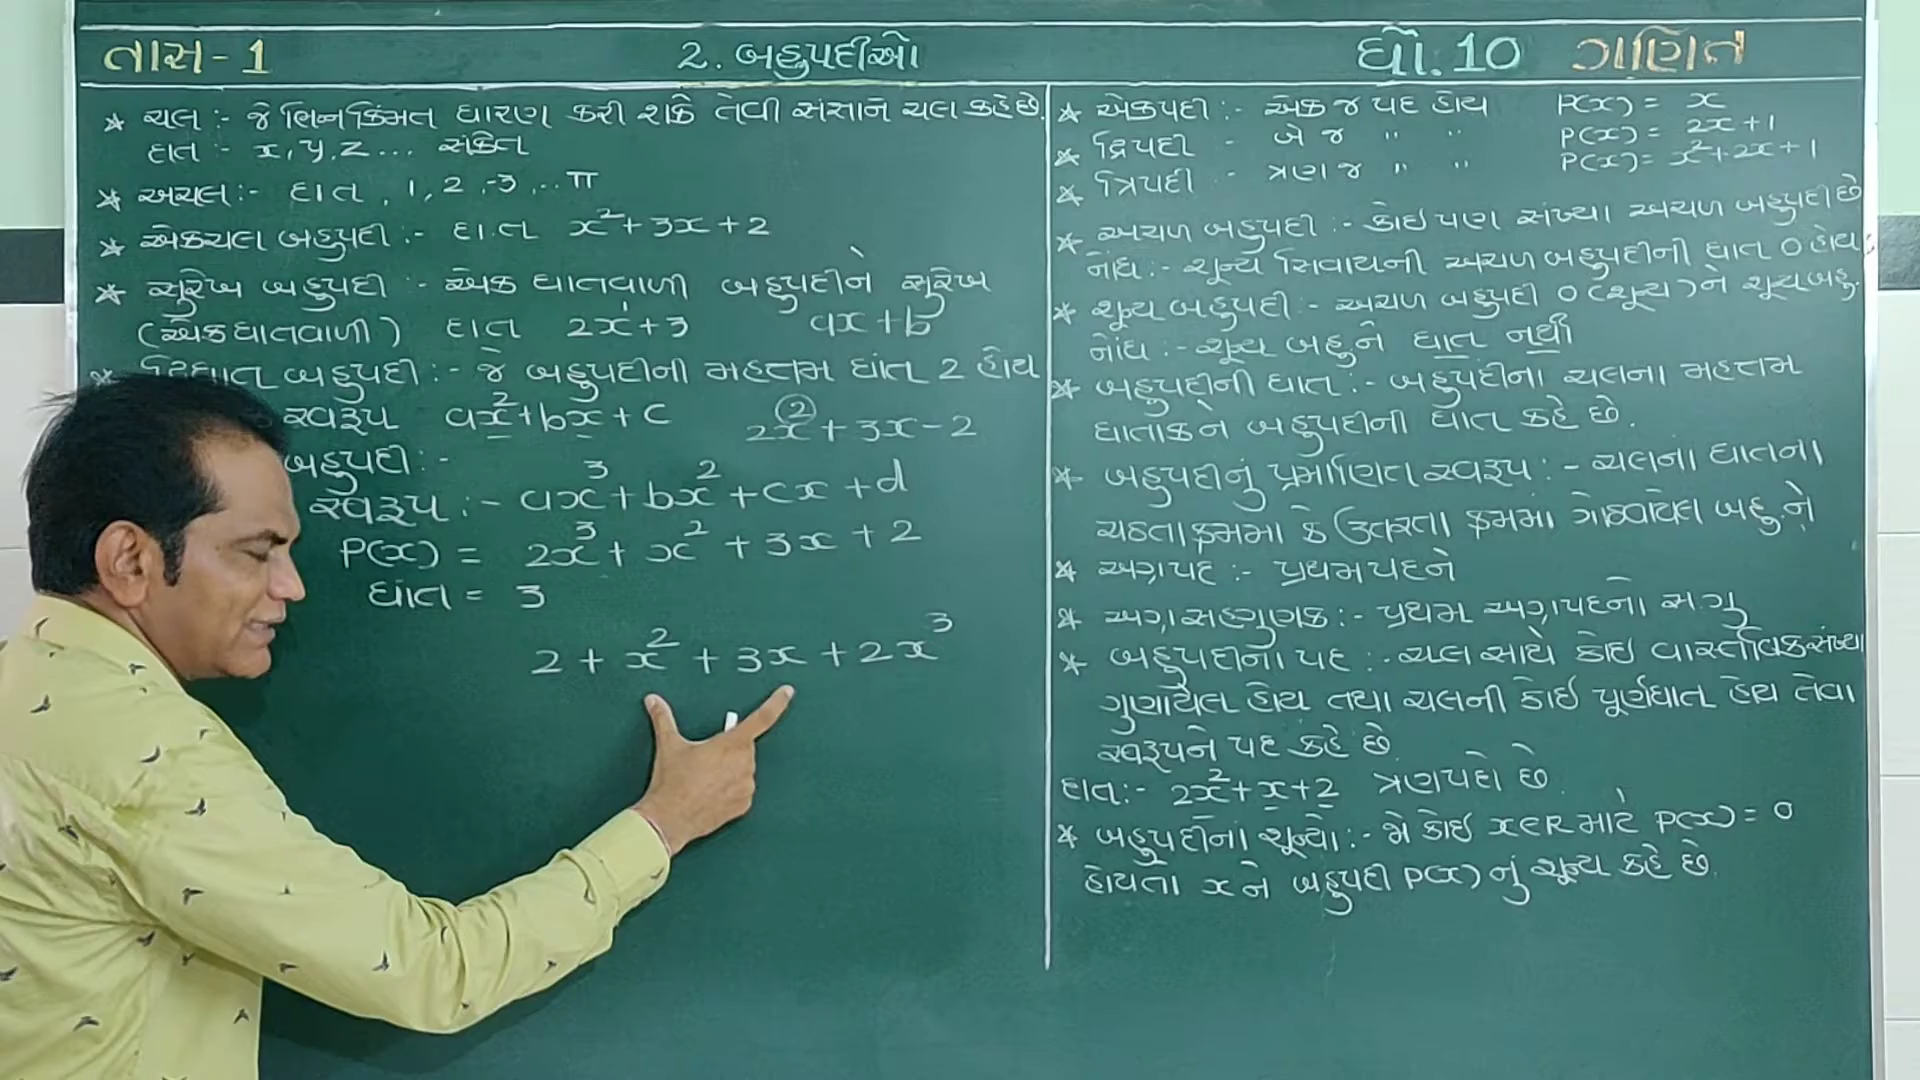 તાસ - 1
2. બહુપદીઓ
ધો. 10 ગણિત
* ચલ :- જે ભિન્ન કિંમત ધારણ કરી શકે તેવી સંજ્ઞાને ચલ કહે છે.
દા.ત :- x, y, z ... સંકેત
* અચલ :- દા.ત , 1, 2, -3, .. π
* એકચલ બહુપદી :- દા.ત x² + 3x + 2
* સુરેખ બહુપદી :- એક ઘાતવાળી બહુપદીને સુરેખ
(એકઘાતવાળી) દા.ત 2x¹ + 3 ax + b
* દ્વિઘાત બહુપદી :- જે બહુપદીની મહત્તમ ઘાત 2 હોય
સ્વરૂપ ax² + bx + c 2x² + 3x - 2
બહુપદી :-
સ્વરૂપ :- ax³ + bx² + cx + d
P(x) = 2x³ + x² + 3x + 2
ઘાત = 3
2 + x² + 3x + 2x³
* એકપદી :- એક જ પદ હોય P(x) = x
* દ્વિપદી - બે જ " " P(x) = 2x + 1
* ત્રિપદી :- ત્રણ જ " " P(x) = x² + 2x + 1
* અચળ બહુપદી :- કોઈપણ સંખ્યા અચળ બહુપદી છે
નોંધ :- શૂન્ય સિવાયની અચળ બહુપદીની ઘાત 0 હોય
* શૂન્ય બહુપદી :- અચળ બહુપદી 0 (શૂન્ય) ને શૂન્ય બહુ.
નોંધ :- શૂન્ય બહુને ઘાત નથી
* બહુપદીની ઘાત :- બહુપદીના ચલના મહત્તમ
ઘાતાંકને બહુપદીની ઘાત કહે છે.
* બહુપદીનું પ્રમાણિત સ્વરૂપ :- ચલના ઘાતના
ચઢતા ક્રમમાં કે ઉતરતા ક્રમમાં ગોઠવાયેલ બહુ.ને
* અગ્રપદ :- પ્રથમપદને
* અગ્ર સહગુણક :- પ્રથમ અગ્રપદનો સ.ગુ
* બહુપદીના પદ :- ચલ સાથે કોઈ વાસ્તવિક સંખ્યા
ગુણાયેલ હોય તથા ચલની કોઈ પૂર્ણઘાત હોય તેવા
સ્વરૂપને પદ કહે છે
દા.ત :- 2x² + x + 2 ત્રણપદો છે.
* બહુપદીના શૂન્યો :- જો કોઈ x∈R માટે P(x) = 0
હોયતો x ને બહુપદી P(x) નું શૂન્ય કહે છે.